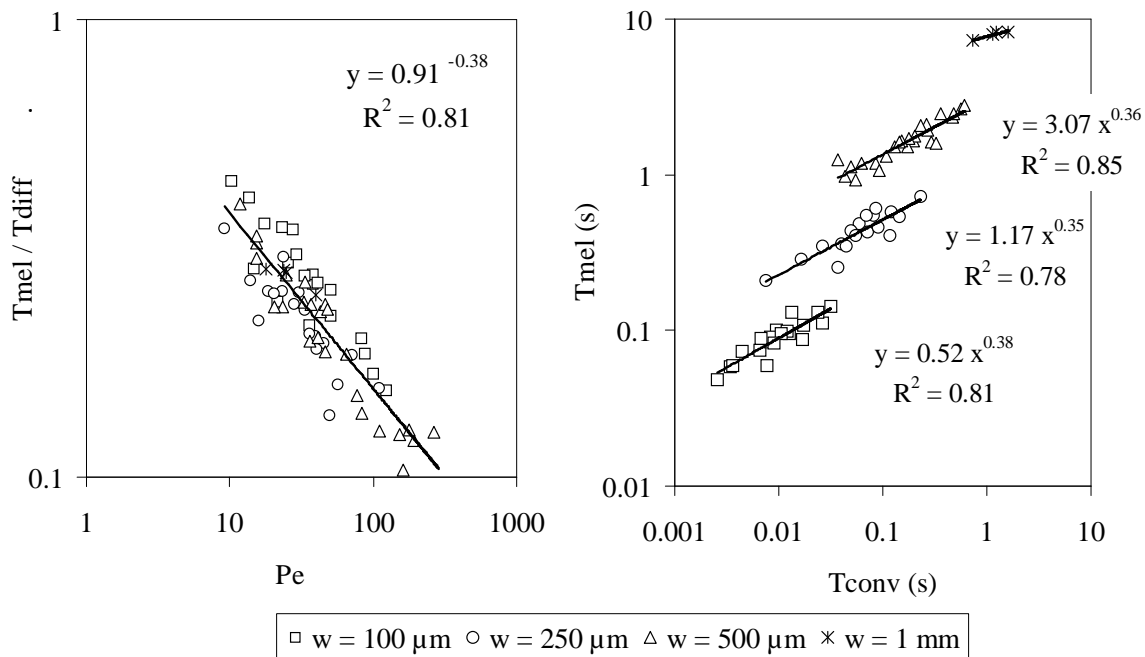 1
y = 0.91 -0.38
R2 = 0.81
Tmel / Tdiff
0.1
1 10 100 1000
Pe
10
y = 3.07 x0.36
R2 = 0.85
1
Tmel (s)
y = 1.17 x0.35
R2 = 0.78
0.1
y = 0.52 x0.38
R2 = 0.81
0.01
0.001 0.01 0.1 1 10
Tconv (s)
w = 100 µm w = 250 µm w = 500 µm w = 1 mm